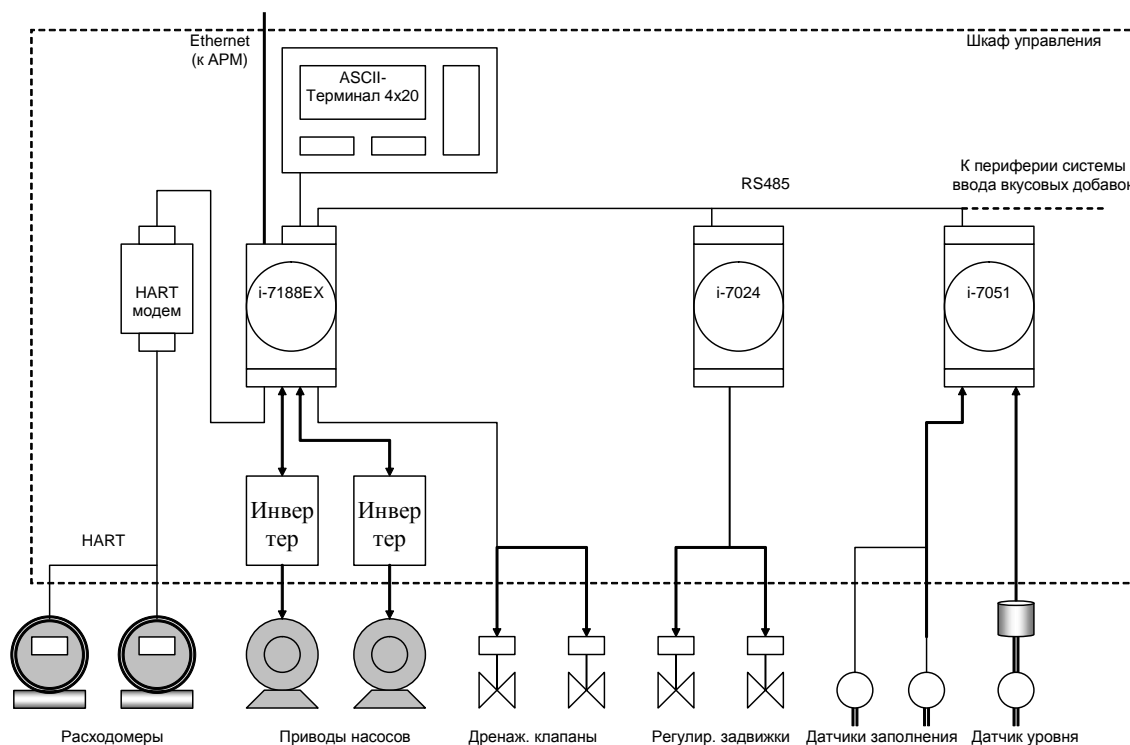 Ethernet
(к АРМ)
Шкаф управления
ASCII-
Терминал 4x20
К периферии системы
ввода вкусовых добавок
RS485
HART
модем
i-7188EX
i-7024
i-7051
Инвер
тер
Инвер
тер
HART
Расходомеры
Приводы насосов
Дренаж. клапаны
Регулир. задвижки
Датчики заполнения
Датчик уровня